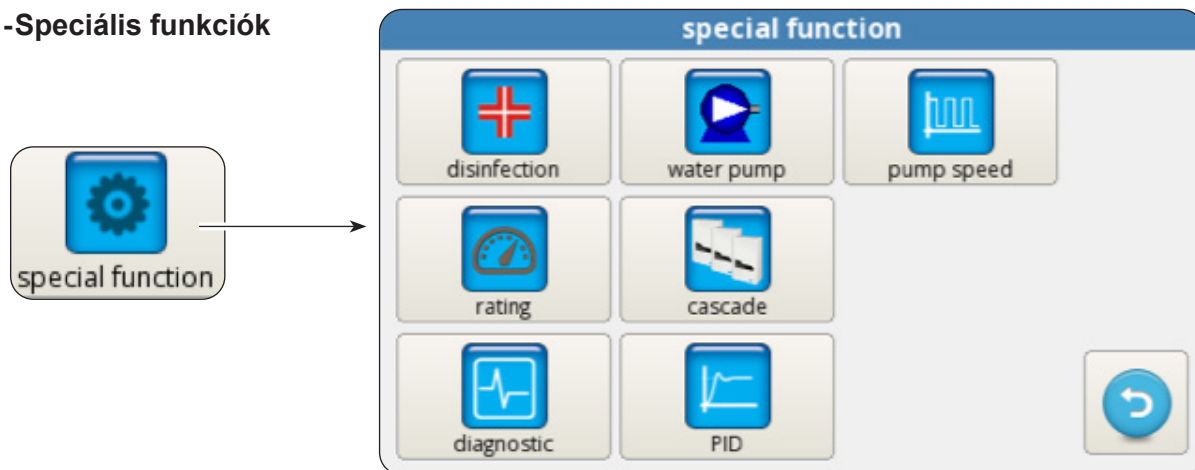 -Speciális funkciók
special function
special function
disinfection
water pump
pump speed
rating
cascade
diagnostic
PID